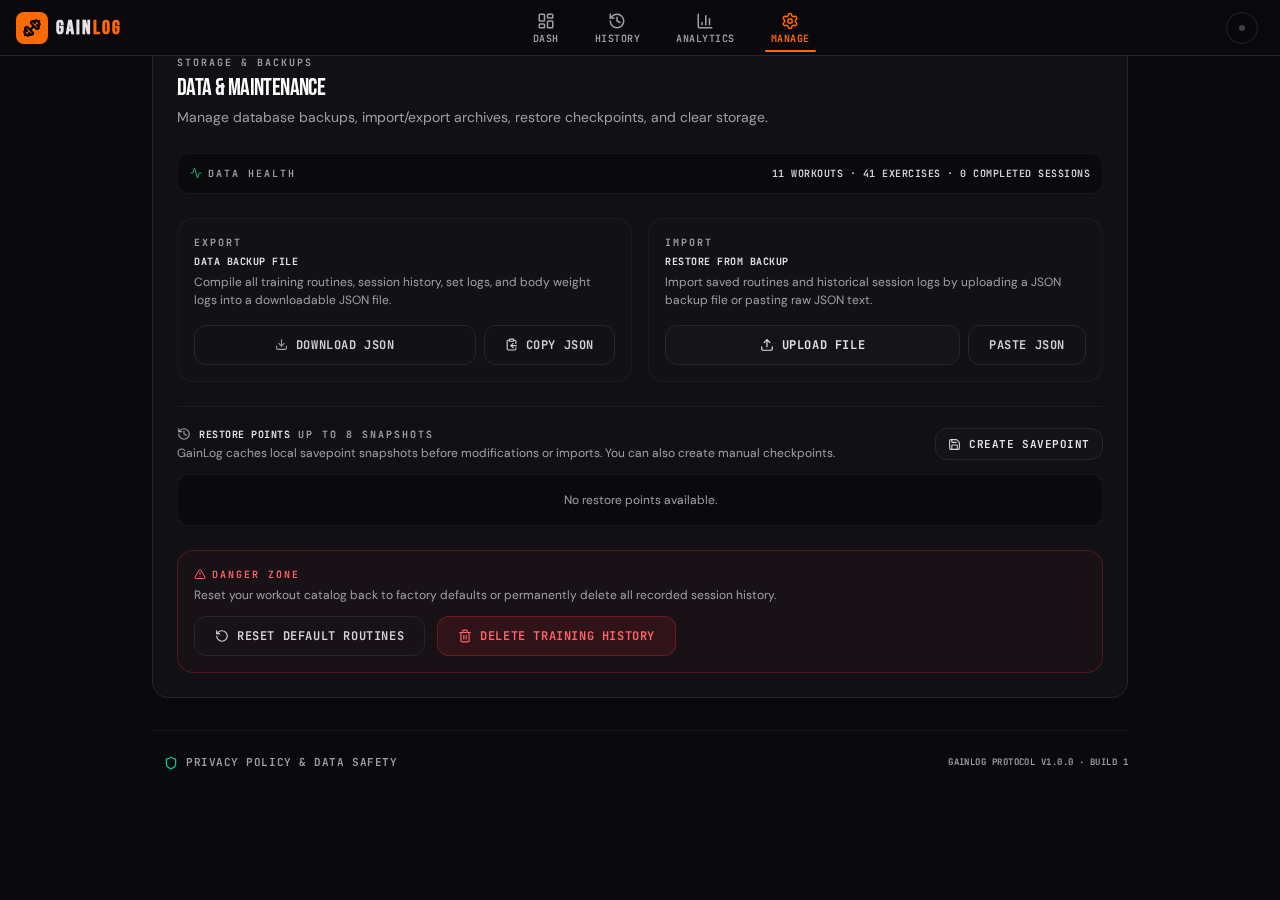 GAINLOG
DASH
HISTORY
ANALYTICS
MANAGE
STORAGE & BACKUPS
DATA & MAINTENANCE
Manage database backups, import/export archives, restore checkpoints, and clear storage.
DATA HEALTH
11 WORKOUTS · 41 EXERCISES · 0 COMPLETED SESSIONS
EXPORT
DATA BACKUP FILE
Compile all training routines, session history, set logs, and body weight
logs into a downloadable JSON file.
DOWNLOAD JSON
COPY JSON
IMPORT
RESTORE FROM BACKUP
Import saved routines and historical session logs by uploading a JSON
backup file or pasting raw JSON text.
UPLOAD FILE
PASTE JSON
RESTORE POINTS UP TO 8 SNAPSHOTS
GainLog caches local savepoint snapshots before modifications or imports. You can also create manual checkpoints.
CREATE SAVEPOINT
No restore points available.
DANGER ZONE
Reset your workout catalog back to factory defaults or permanently delete all recorded session history.
RESET DEFAULT ROUTINES
DELETE TRAINING HISTORY
PRIVACY POLICY & DATA SAFETY
GAINLOG PROTOCOL V1.0.0 · BUILD 1